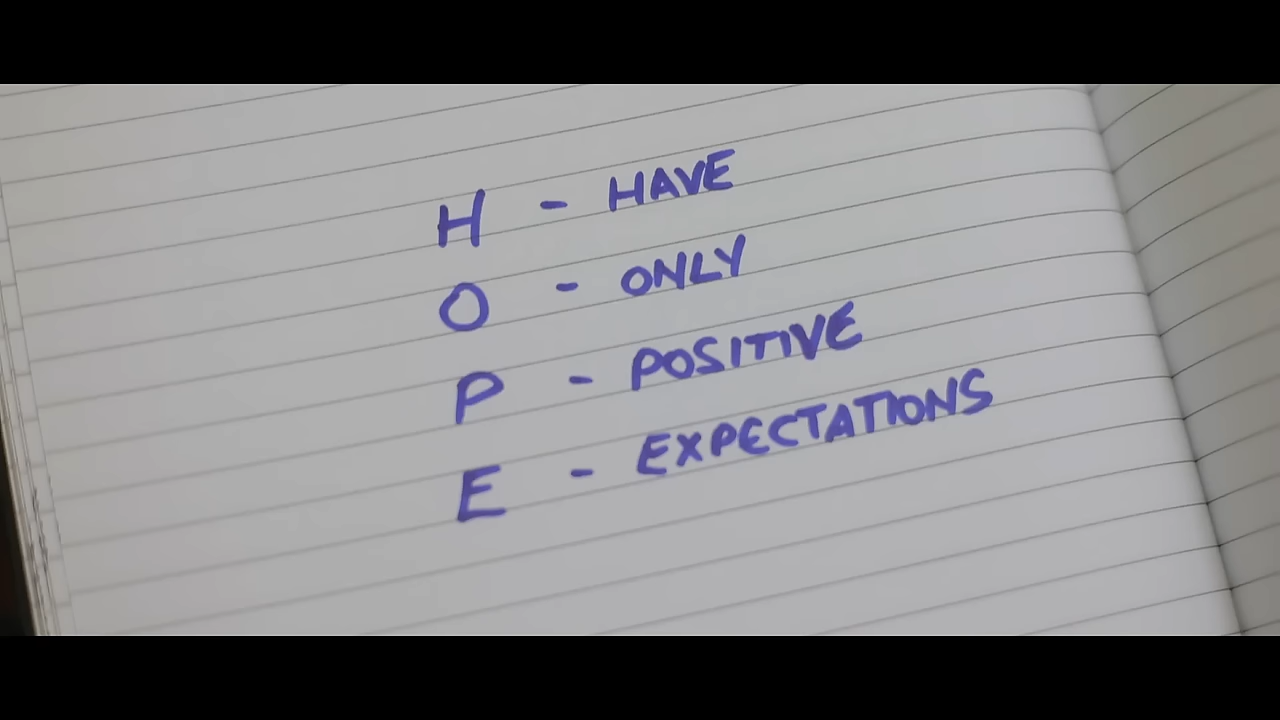 H - HAVE
O - ONLY
P - POSITIVE
E - EXPECTATIONS